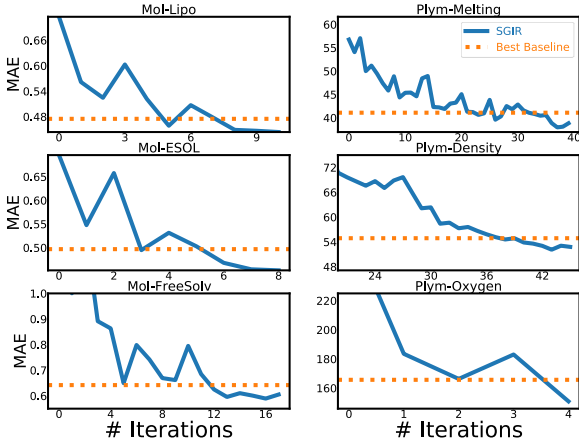 Mol-Lipo
Plym-Melting
MAE
0.66
0.60
0.54
0.48
0 3 6 9
60
55
50
45
40
0 10 20 30 40
SGIR
Best Baseline
Mol-ESOL
Plym-Density
MAE
0.65
0.60
0.55
0.50
0 2 4 6 8
72
66
60
54
48
24 30 36 42
Mol-FreeSolv
Plym-Oxygen
MAE
1.0
0.9
0.8
0.7
0.6
0 4 8 12 16
220
200
180
160
0 1 2 3 4
# Iterations
# Iterations